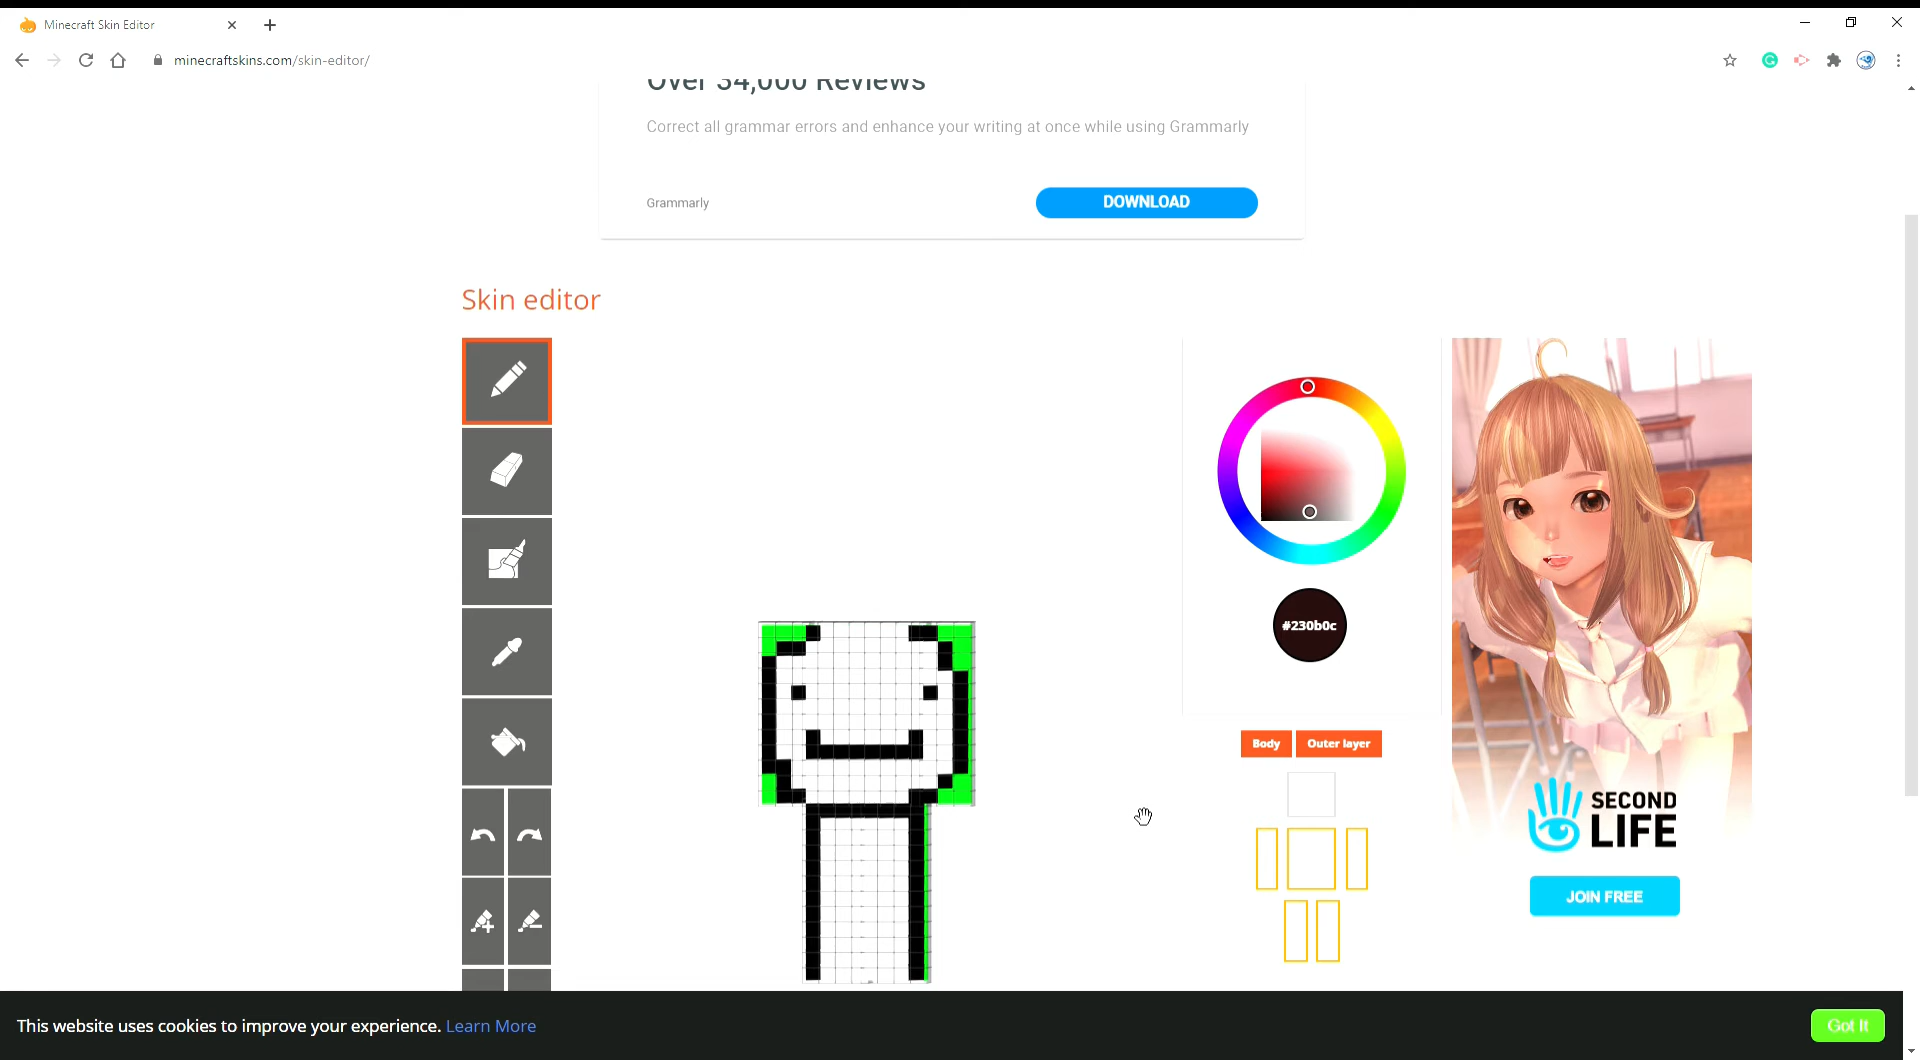 Minecraft Skin Editor
minecraftskins.com/skin-editor/
Over 34,000 Reviews
Correct all grammar errors and enhance your writing at once while using Grammarly
Grammarly
DOWNLOAD
Skin editor
#230b0c
Body
Outer layer
SECOND
LIFE
JOIN FREE
This website uses cookies to improve your experience. Learn More
Got It